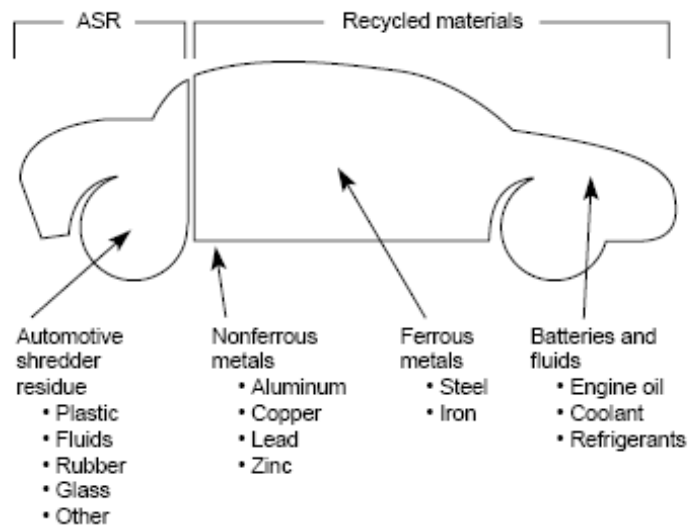 ASR
Recycled materials
Automotive
shredder
residue
• Plastic
• Fluids
• Rubber
• Glass
• Other
Nonferrous
metals
• Aluminum
• Copper
• Lead
• Zinc
Ferrous
metals
• Steel
• Iron
Batteries and
fluids
• Engine oil
• Coolant
• Refrigerants